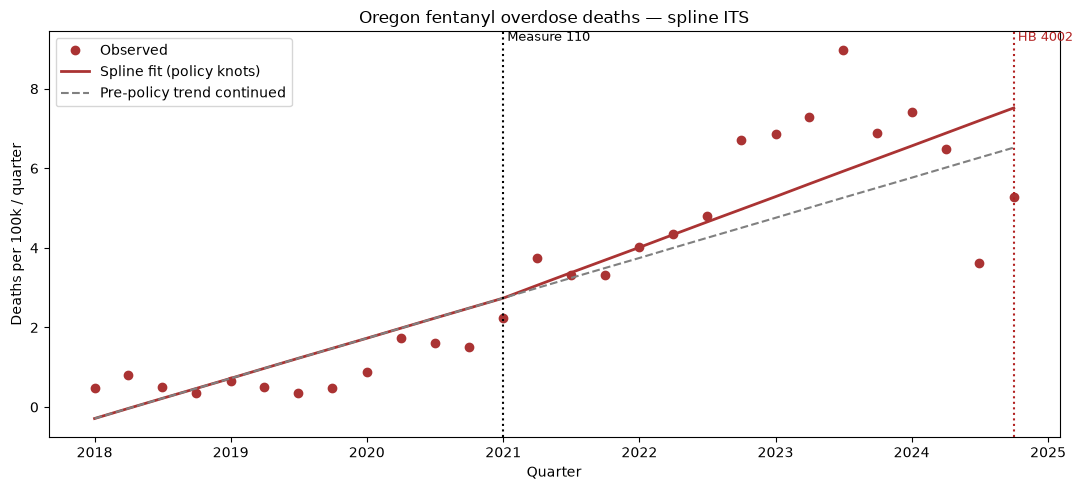 Oregon fentanyl overdose deaths — spline ITS
Measure 110
HB 4002
Observed
Spline fit (policy knots)
Pre-policy trend continued
Deaths per 100k / quarter
8
6
4
2
0
2018 2019 2020 2021 2022 2023 2024 2025
Quarter